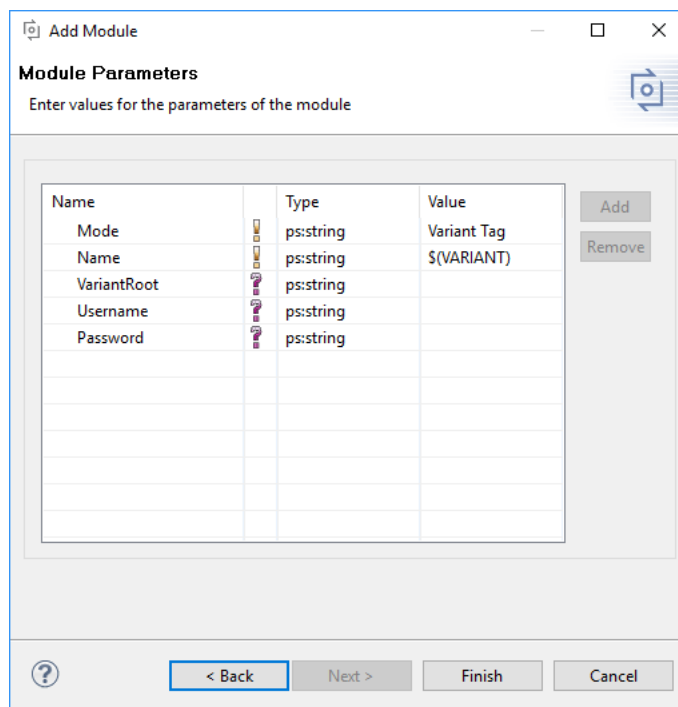 Add Module
Module Parameters
Enter values for the parameters of the module
Name Type Value
Mode ps:string Variant Tag
Name ps:string $(VARIANT)
VariantRoot ps:string
Username ps:string
Password ps:string
Add
Remove
< Back Next > Finish Cancel